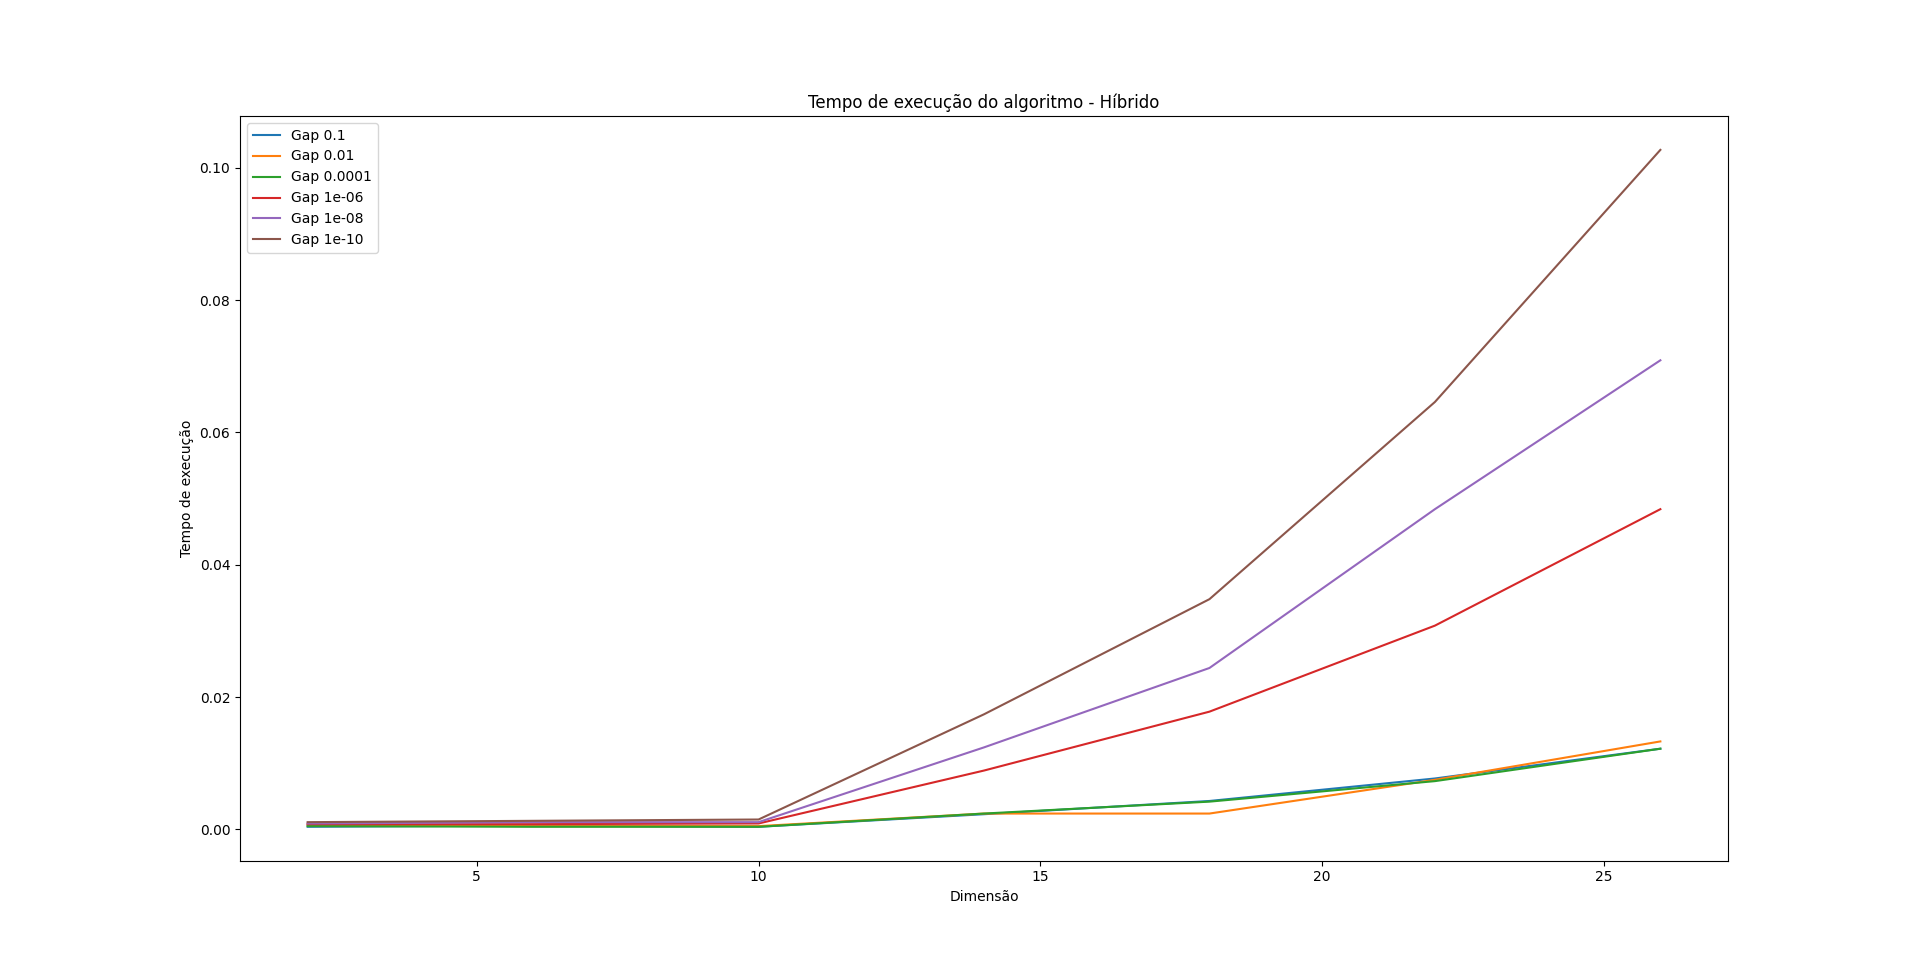 Tempo de execução do algoritmo - Híbrido
Gap 0.1
Gap 0.01
Gap 0.0001
Gap 1e-06
Gap 1e-08
Gap 1e-10
0.10
0.08
0.06
0.04
0.02
0.00
Tempo de execução
5
10
15
20
25
Dimensão